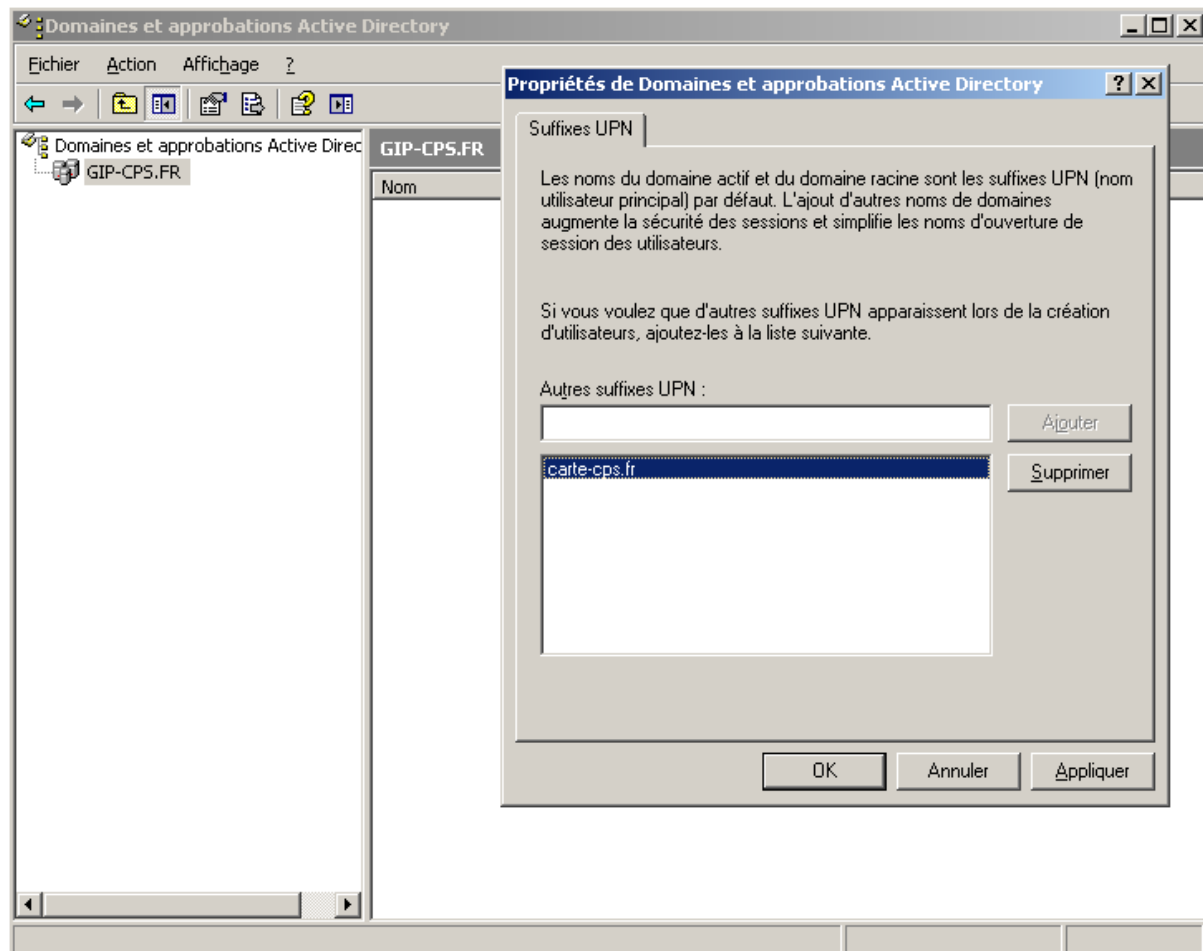 Domaines et approbations Active Directory
Fichier Action Affichage ?
Domaines et approbations Active Direc
GIP-CPS.FR
GIP-CPS.FR
Nom
Propriétés de Domaines et approbations Active Directory
Suffixes UPN
Les noms du domaine actif et du domaine racine sont les suffixes UPN (nom
utilisateur principal) par défaut. L'ajout d'autres noms de domaines
augmente la sécurité des sessions et simplifie les noms d'ouverture de
session des utilisateurs.
Si vous voulez que d'autres suffixes UPN apparaissent lors de la création
d'utilisateurs, ajoutez-les à la liste suivante.
Autres suffixes UPN :
Ajouter
carte-cps.fr
Supprimer
OK Annuler Appliquer